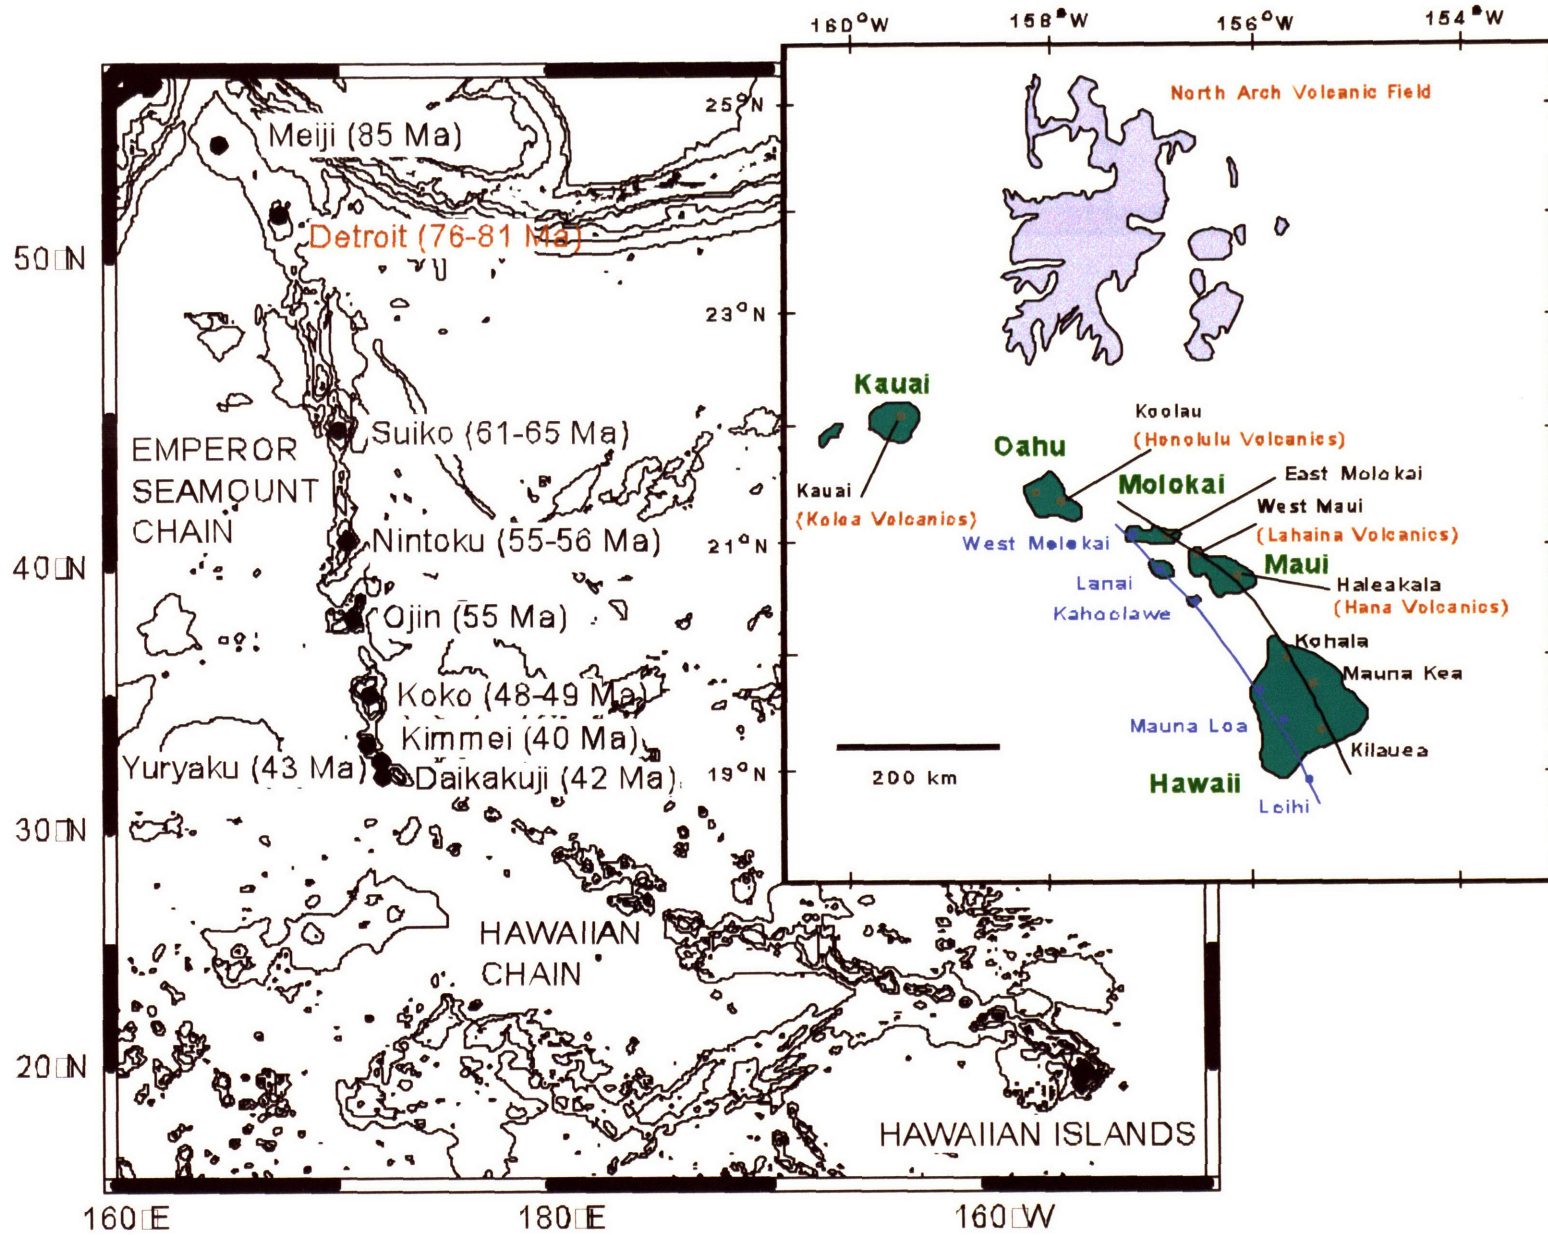 160°W
158°W
156°W
154°W
25°N
North Arch Volcanic Field
Meiji (85 Ma)
Detroit (76-81 Ma)
50□N
23°N
Kauai
Koolau
(Honolulu Volcanics)
Oahu
EMPEROR
SEAMOUNT
CHAIN
Suiko (61-65 Ma)
Molokai
East Molokai
West Maui
(Lahaina Volcanics)
Kauai
(Koloa Volcanics)
Nintoku (55-56 Ma)
21°N
West Molokai
Maui
40□N
Lanai
Haleakala
(Hana Volcanics)
Kahoolawe
Ojin (55 Ma)
Kohala
Mauna Kea
Koko (48-49 Ma)
Mauna Loa
Kimmei (40 Ma)
Kilauea
Yuryaku (43 Ma)
Daikakuji (42 Ma)
19°N
200 km
Hawaii
Loihi
30□N
HAWAIIAN
CHAIN
20□N
HAWAIIAN ISLANDS
160□E
180□E
160□W